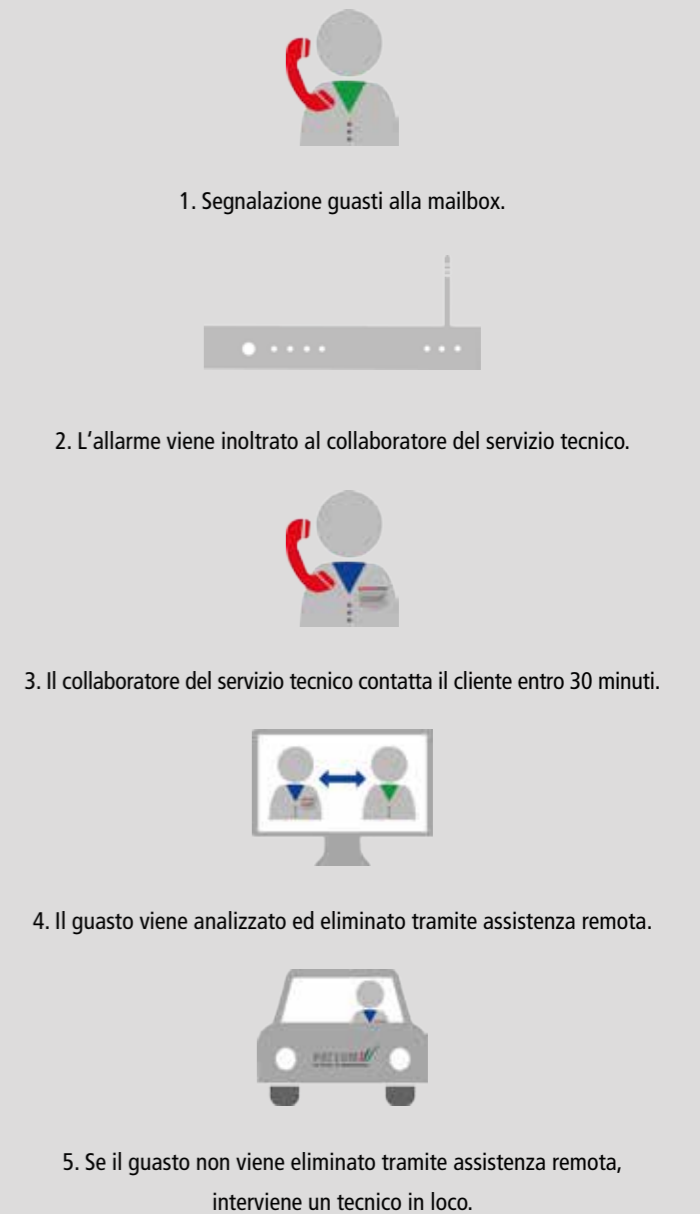 1. Segnalazione guasti alla mailbox.
2. L'allarme viene inoltrato al collaboratore del servizio tecnico.
3. Il collaboratore del servizio tecnico contatta il cliente entro 30 minuti.
4. Il guasto viene analizzato ed eliminato tramite assistenza remota.
5. Se il guasto non viene eliminato tramite assistenza remota,
interviene un tecnico in loco.